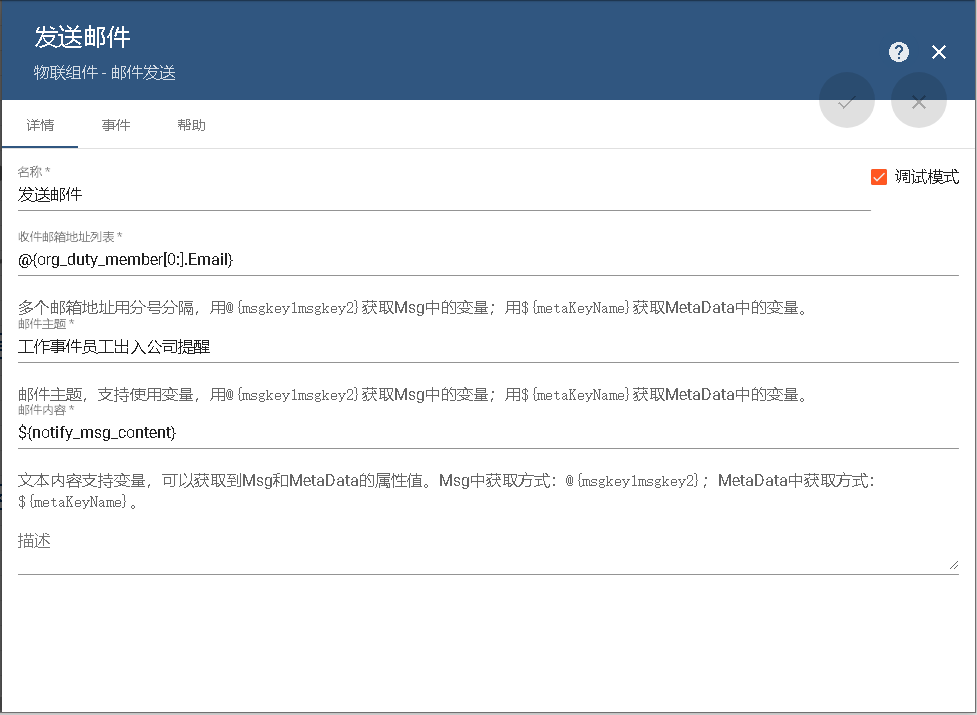 发送邮件
物联组件 - 邮件发送
详情
事件
帮助
名称 *
发送邮件
调试模式
收件邮箱地址列表 *
@{org_duty_member[0:].Email}
多个邮箱地址用分号分隔，用@{msgkey1msgkey2}获取Msg中的变量；用${metaKeyName}获取MetaData中的变量。
邮件主题 *
工作事件员工出入公司提醒
邮件主题，支持使用变量，用@{msgkey1msgkey2}获取Msg中的变量；用${metaKeyName}获取MetaData中的变量。
邮件内容 *
${notify_msg_content}
文本内容支持变量，可以获取到Msg和MetaData的属性值。Msg中获取方式：@{msgkey1msgkey2}；MetaData中获取方式：
${metaKeyName}。
描述